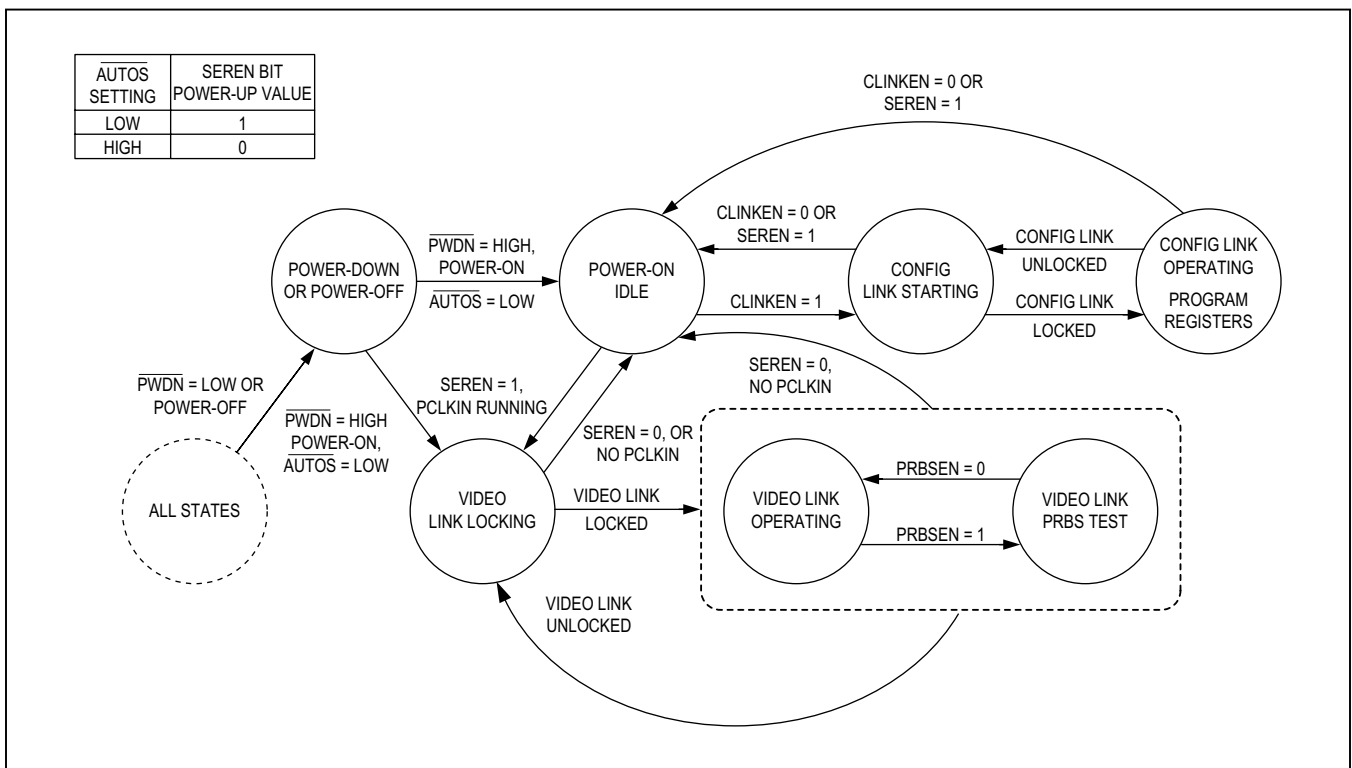 AUTOS
SETTING
SEREN BIT
POWER-UP VALUE
LOW
1
HIGH
0
CLINKEN = 0 OR
SEREN = 1
POWER-DOWN
OR POWER-OFF
PWDN = HIGH,
POWER-ON
AUTOS = LOW
POWER-ON
IDLE
CLINKEN = 0 OR
SEREN = 1
CLINKEN = 1
CONFIG
LINK STARTING
CONFIG LINK
UNLOCKED
CONFIG LINK
LOCKED
CONFIG LINK
OPERATING
PROGRAM
REGISTERS
PWDN = LOW OR
POWER-OFF
PWDN = HIGH
POWER-ON,
AUTOS = LOW
SEREN = 1,
PCLKIN RUNNING
SEREN = 0, OR
NO PCLKIN
SEREN = 0,
NO PCLKIN
ALL STATES
VIDEO
LINK LOCKING
VIDEO LINK
LOCKED
VIDEO LINK
OPERATING
PRBSEN = 0
PRBSEN = 1
VIDEO LINK
PRBS TEST
VIDEO LINK
UNLOCKED